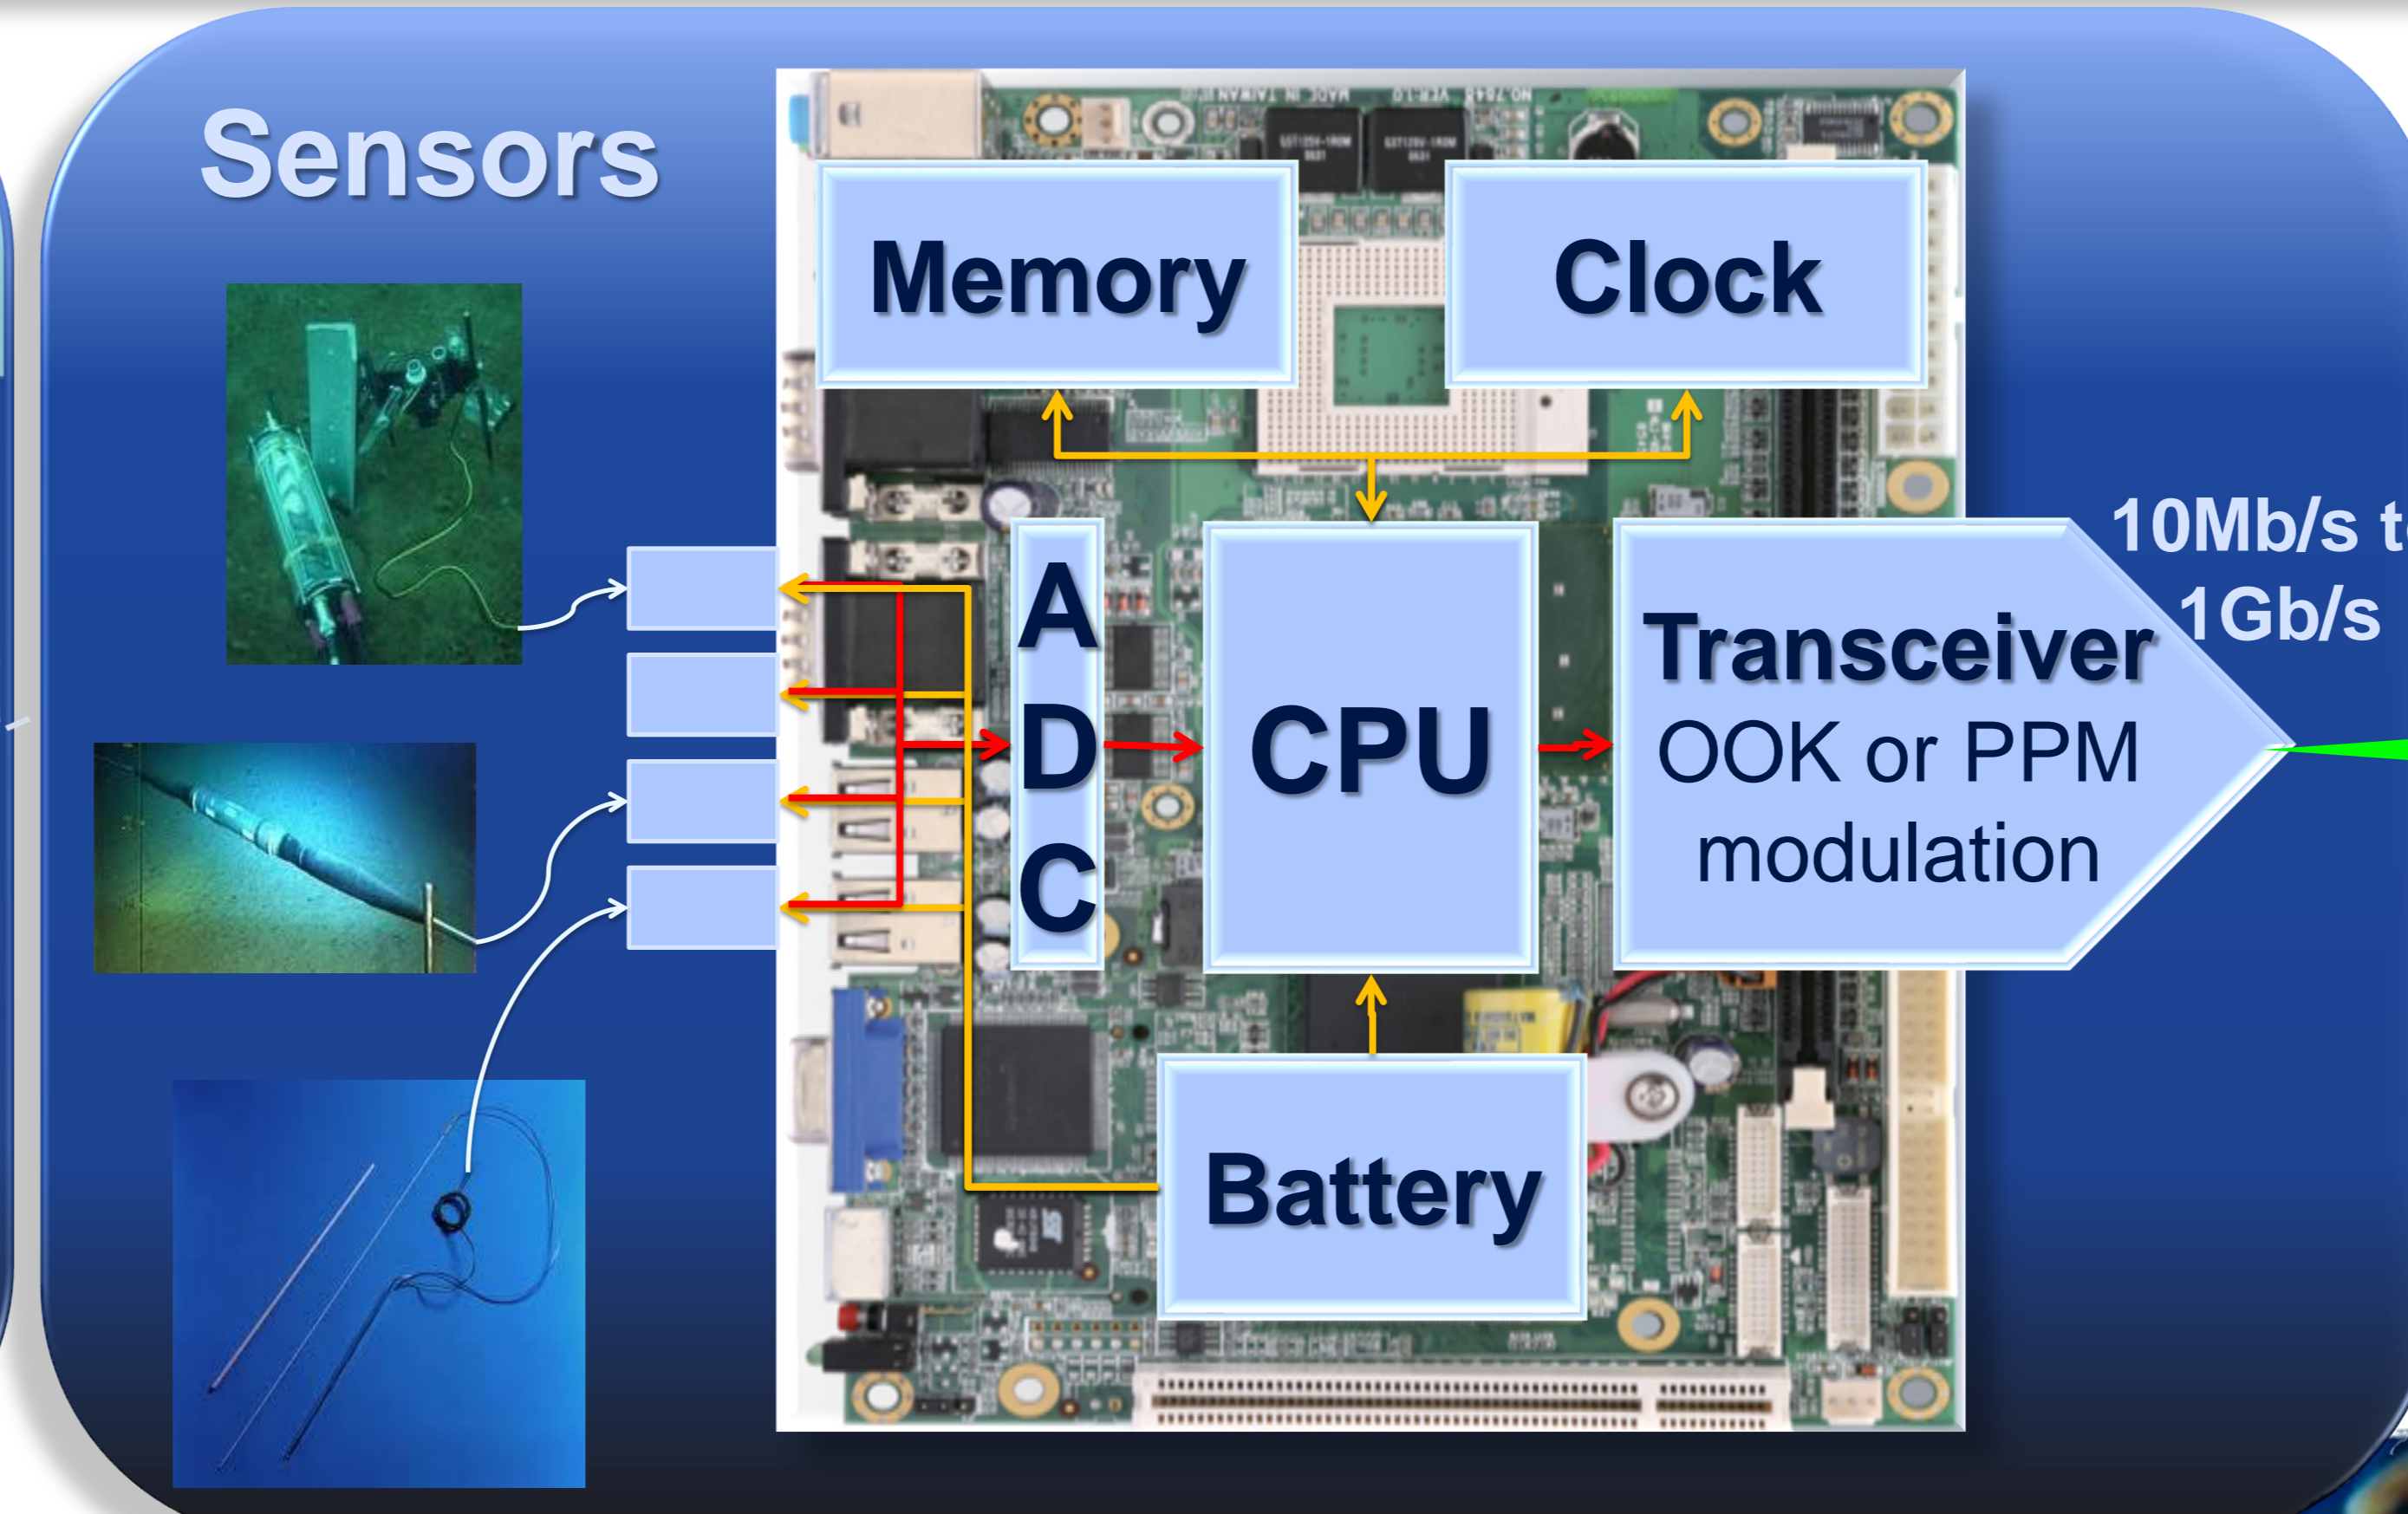 Sensors
Memory
Clock
10Mb/s t
1Gb/s
A
D
C
CPU
Transceiver
OOK or PPM
modulation
Battery